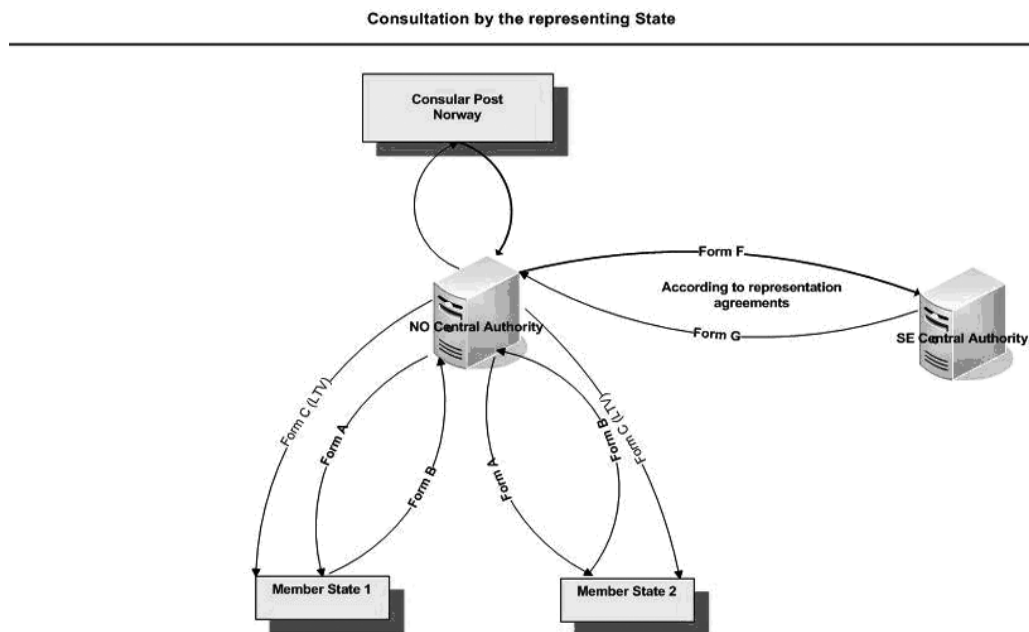 Consultation by the representing State
Consular Post
Norway
Form F
According to representation
agreements
NO Central Authority
Form G
SE Central Authority
Form C (LTV)
Form A
Form B
Form A
Form B
Form C (LTV)
Member State 1
Member State 2